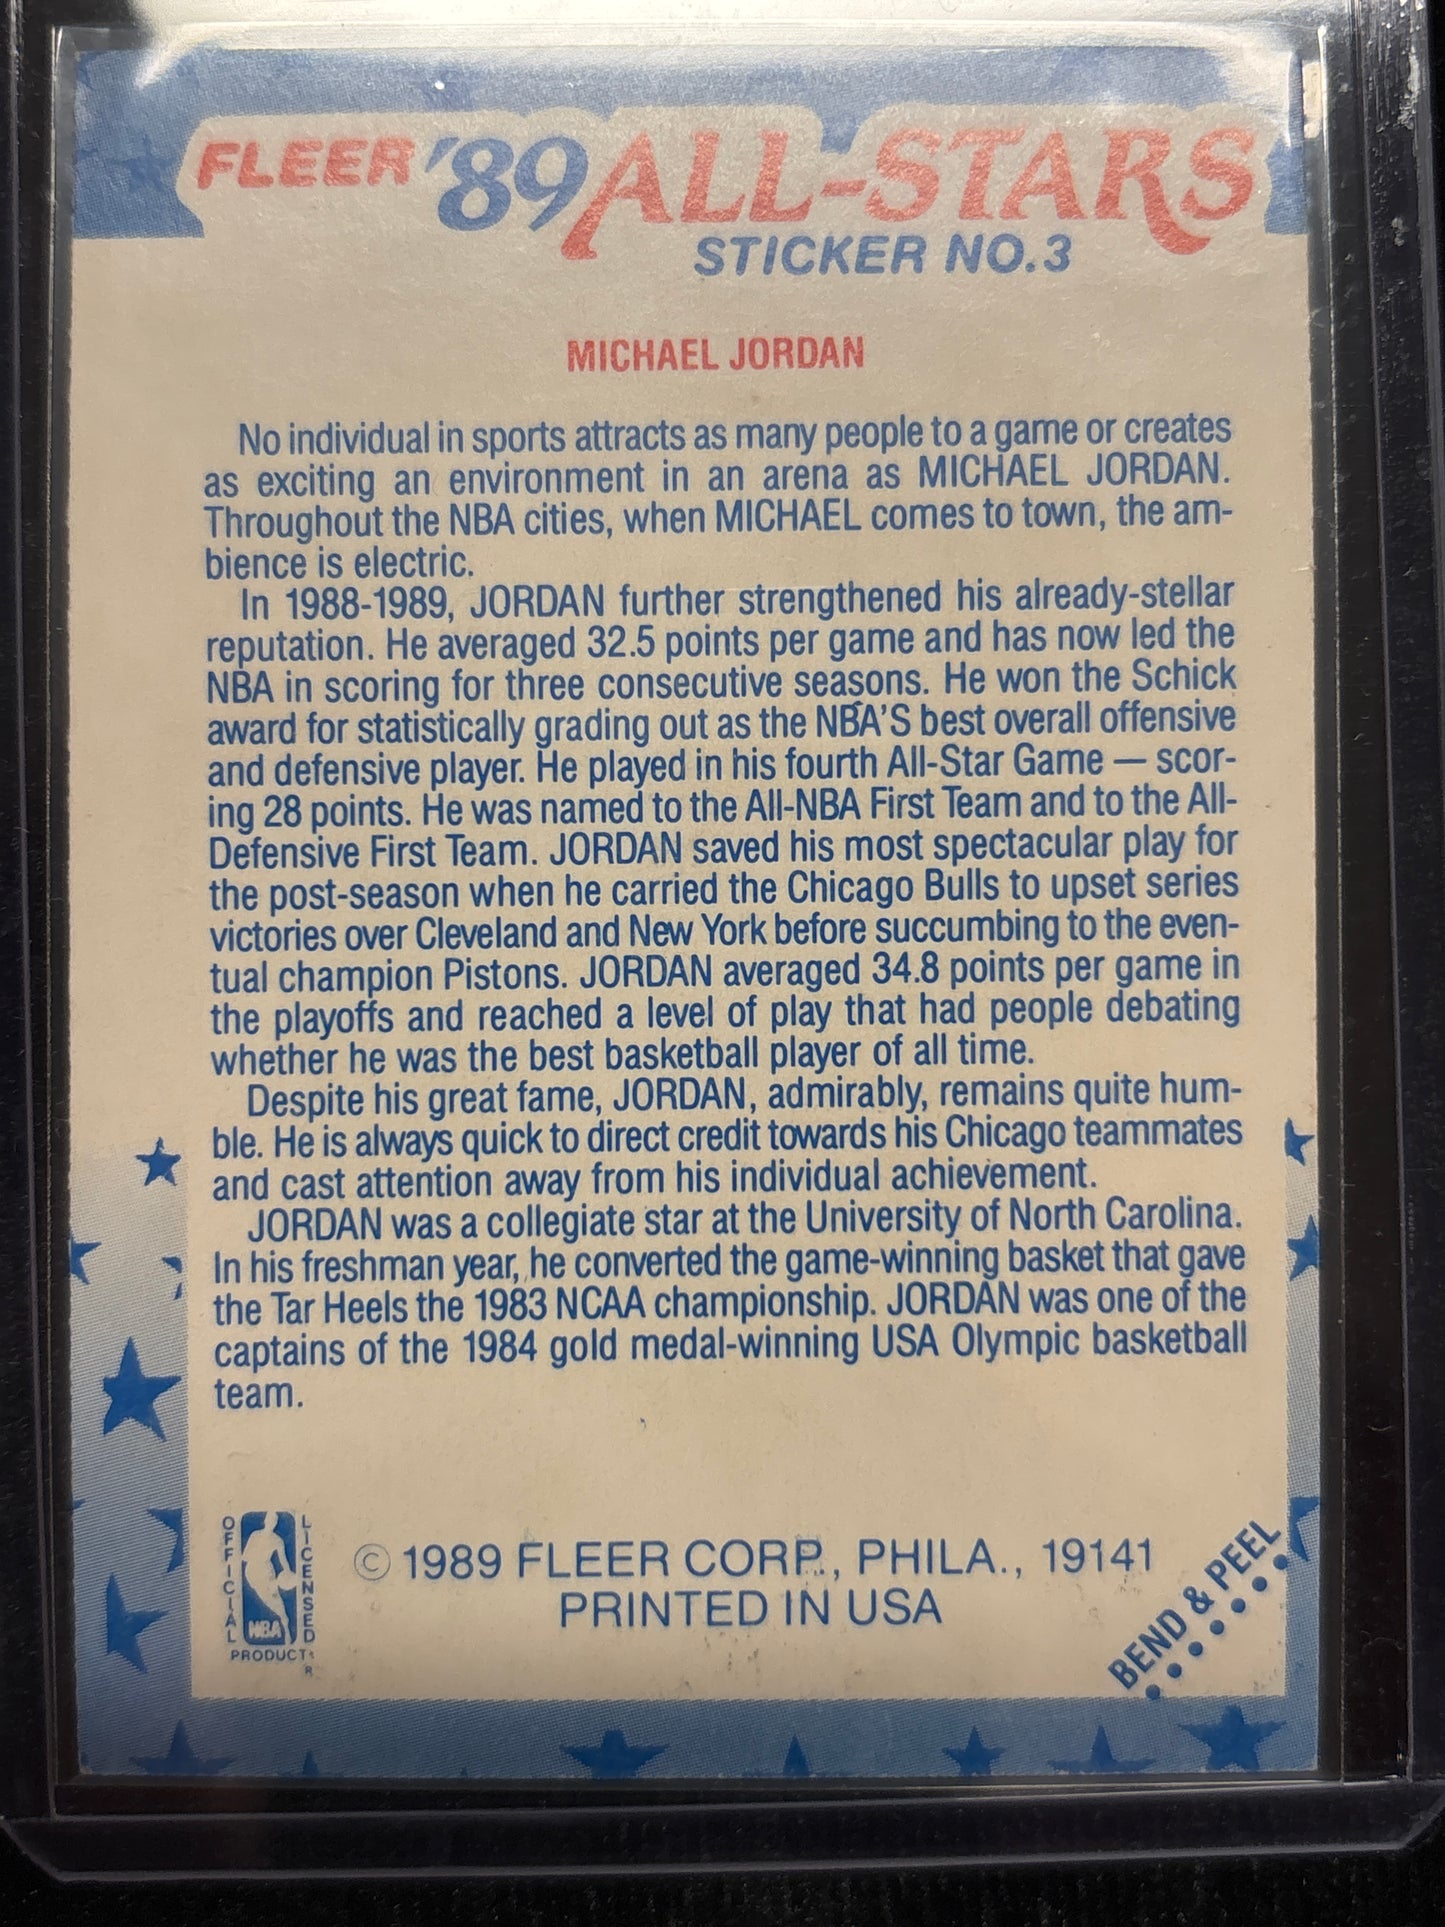 FLEER '89 ALL-STARS
STICKER NO.3
MICHAEL JORDAN
No individual in sports attracts as many people to a game or creates
as exciting an environment in an arena as MICHAEL JORDAN.
Throughout the NBA cities, when MICHAEL comes to town, the am-
bience is electric.
In 1988-1989, JORDAN further strengthened his already-stellar
reputation. He averaged 32.5 points per game and has now led the
NBA in scoring for three consecutive seasons. He won the Schick
award for statistically grading out as the NBA'S best overall offensive
and defensive player. He played in his fourth All-Star Game — scor-
ing 28 points. He was named to the All-NBA First Team and to the All-
Defensive First Team. JORDAN saved his most spectacular play for
the post-season when he carried the Chicago Bulls to upset series
victories over Cleveland and New York before succumbing to the even-
tual champion Pistons. JORDAN averaged 34.8 points per game in
the playoffs and reached a level of play that had people debating
whether he was the best basketball player of all time.
Despite his great fame, JORDAN, admirably, remains quite hum-
ble. He is always quick to direct credit towards his Chicago teammates
and cast attention away from his individual achievement.
JORDAN was a collegiate star at the University of North Carolina.
In his freshman year, he converted the game-winning basket that gave
the Tar Heels the 1983 NCAA championship. JORDAN was one of the
captains of the 1984 gold medal-winning USA Olympic basketball
team.
OFFICIAL NBA LICENSED
PRODUCT
© 1989 FLEER CORP., PHILA., 19141
PRINTED IN USA
BEND & PEEL